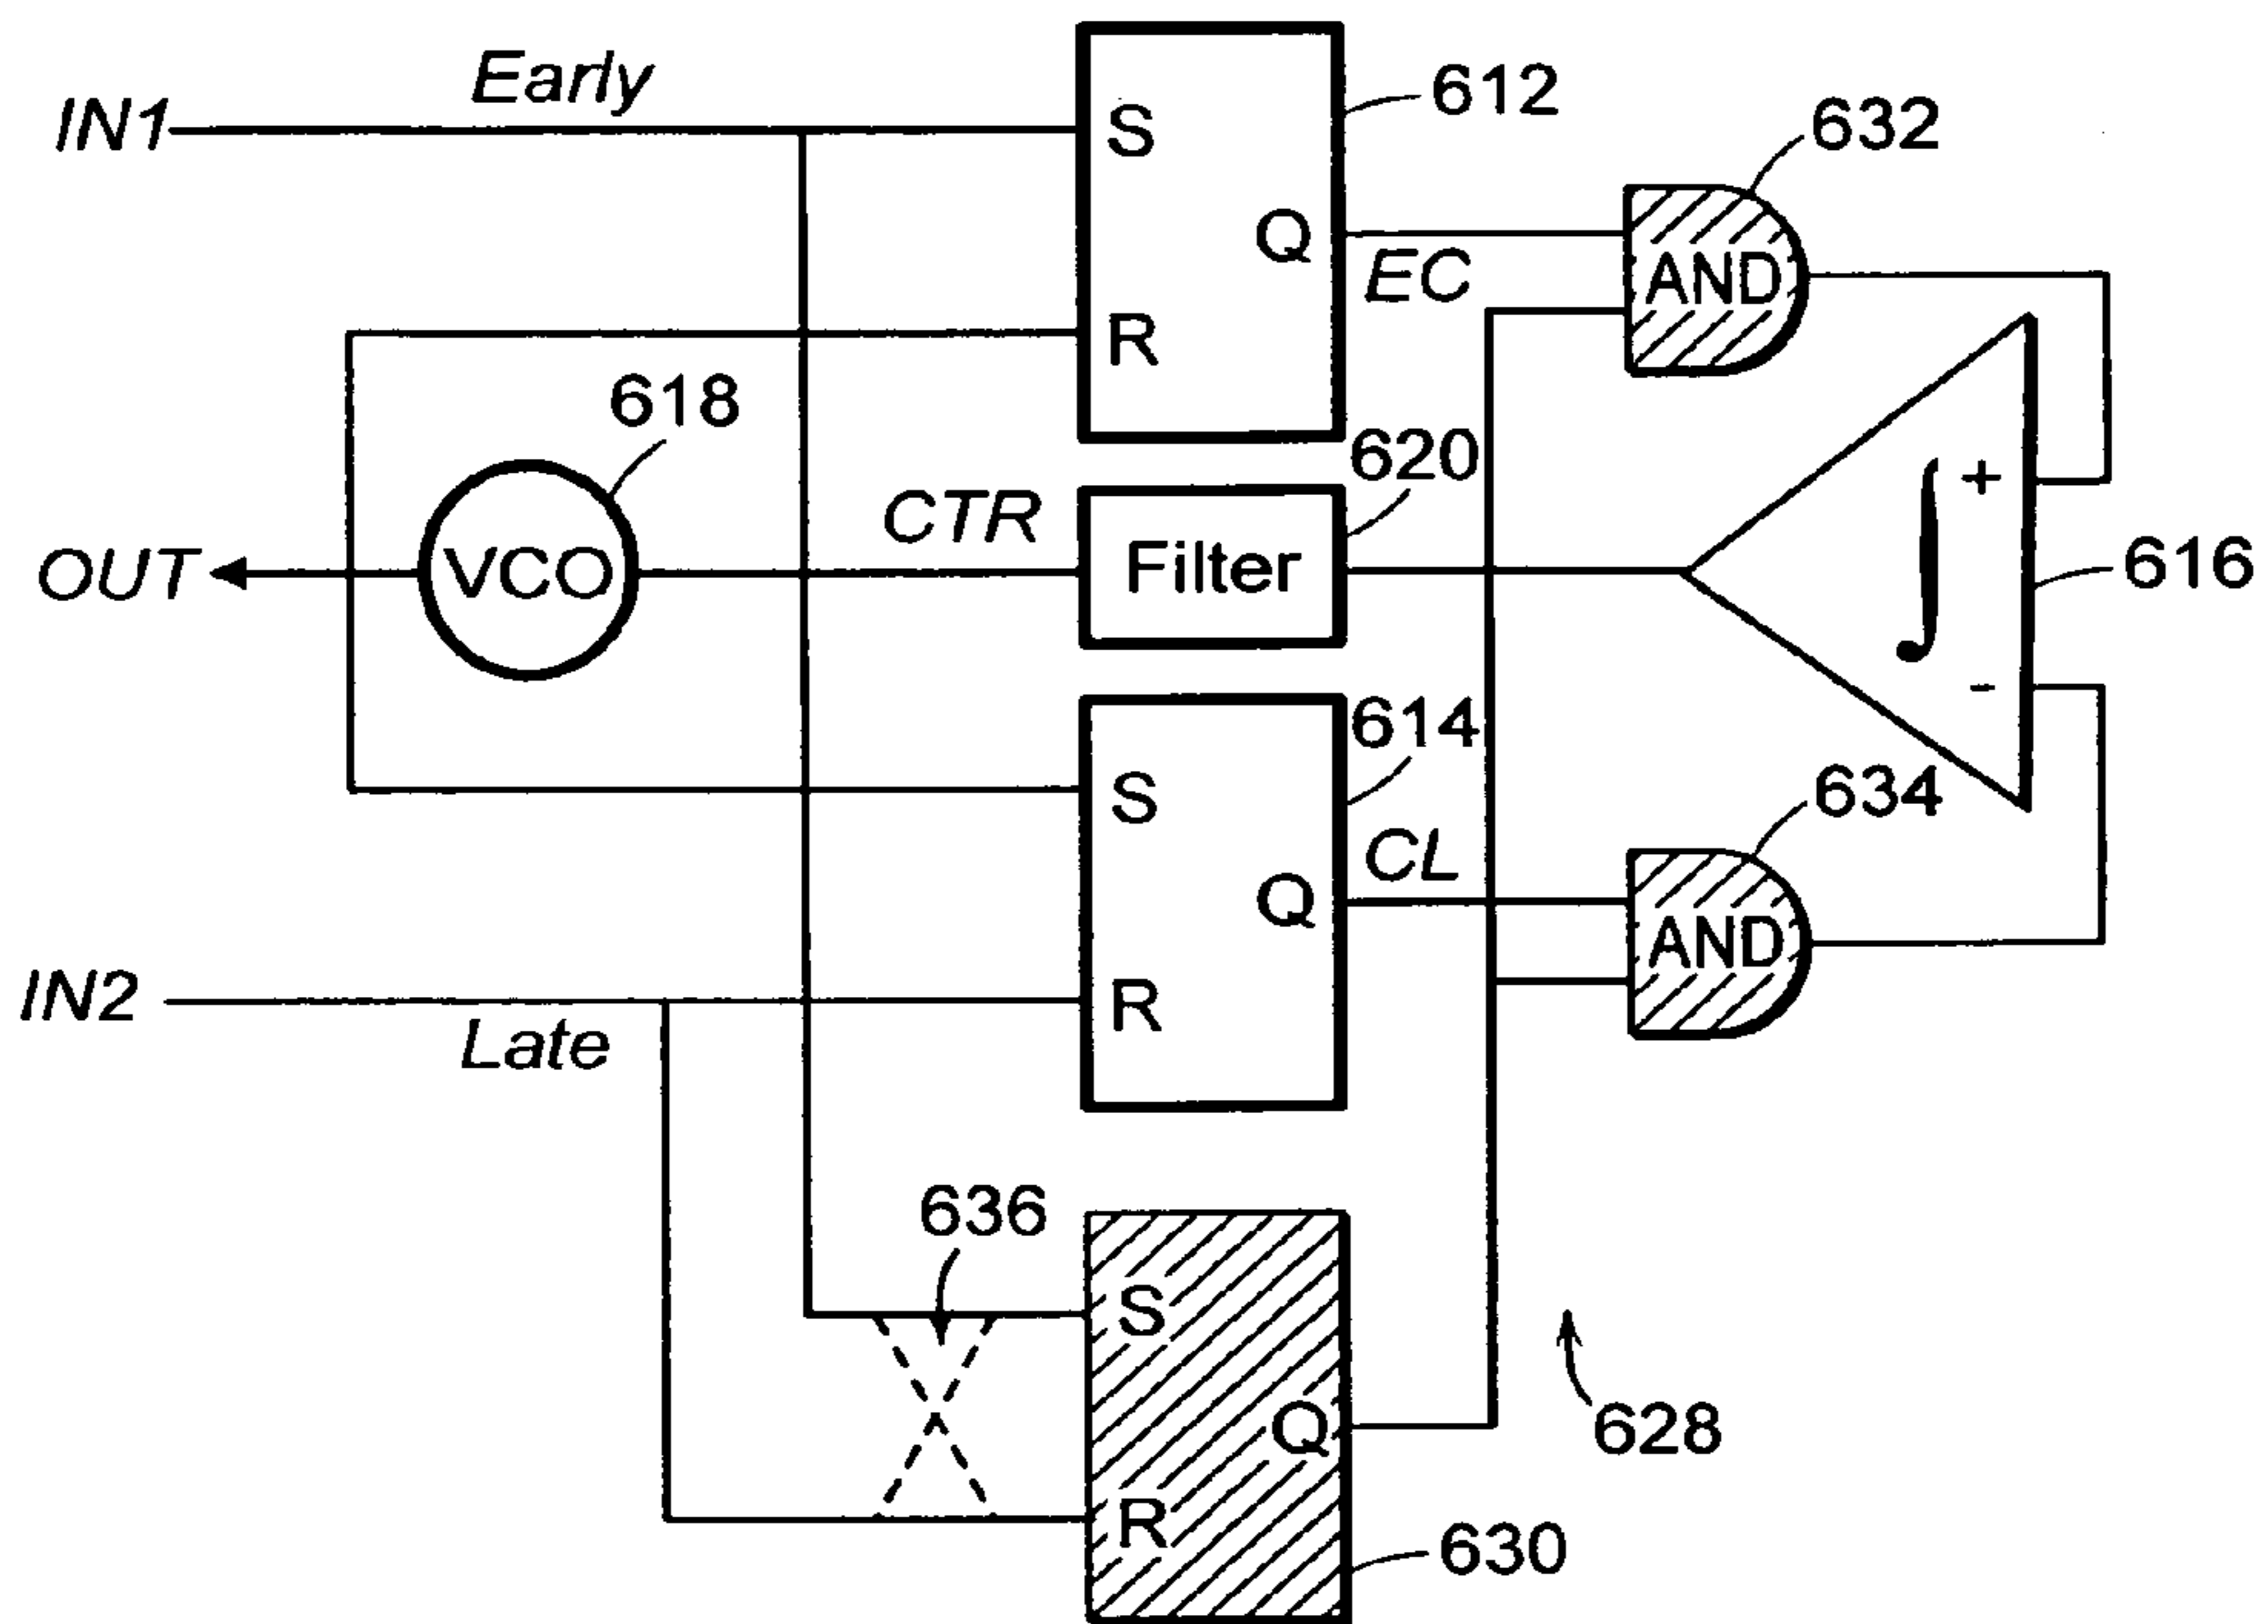 Early
IN1
S
612
632
Q
EC
AND
R
618
620
CTR
+
OUT
VCO
Filter
∫
616
-
614
S
634
CL
Q
AND
IN2
R
Late
636
S
Q
628
R
630